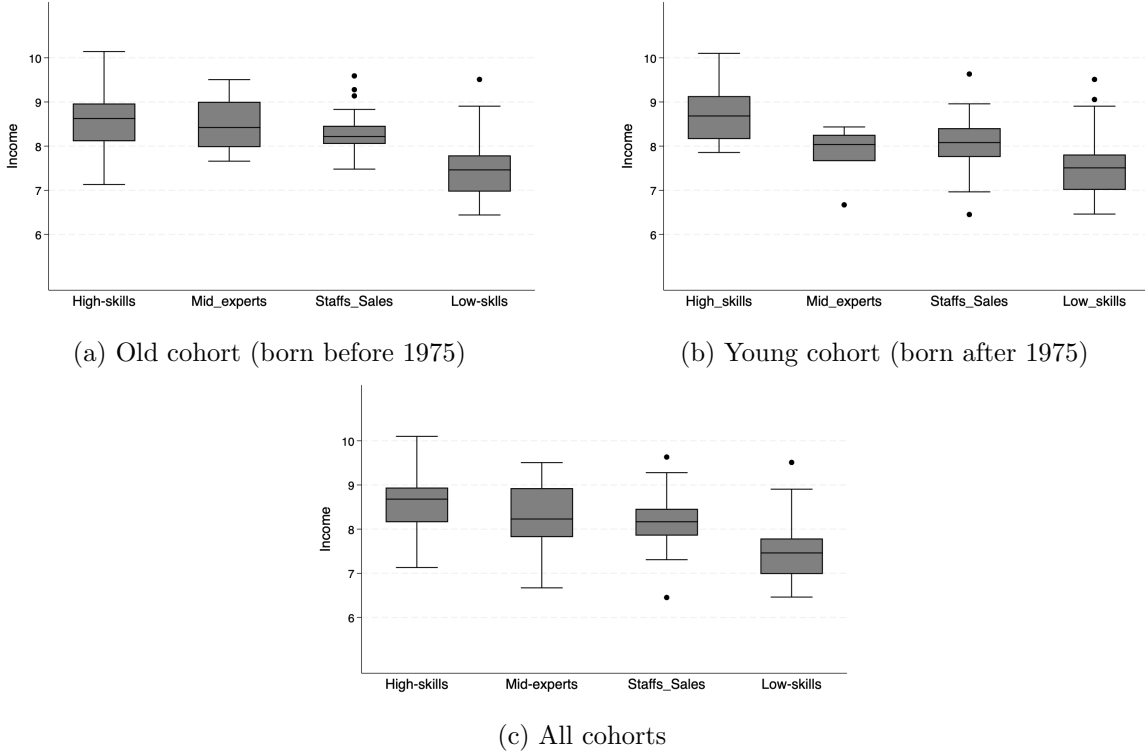 10
9
8
7
6
Income
High-skills Mid_experts Staffs_Sales Low-sklls
(a) Old cohort (born before 1975)
10
9
8
7
6
Income
High_skills Mid_experts Staffs_Sales Low_skills
(b) Young cohort (born after 1975)
10
9
8
7
6
Income
High-skills Mid-experts Staffs_Sales Low-skills
(c) All cohorts